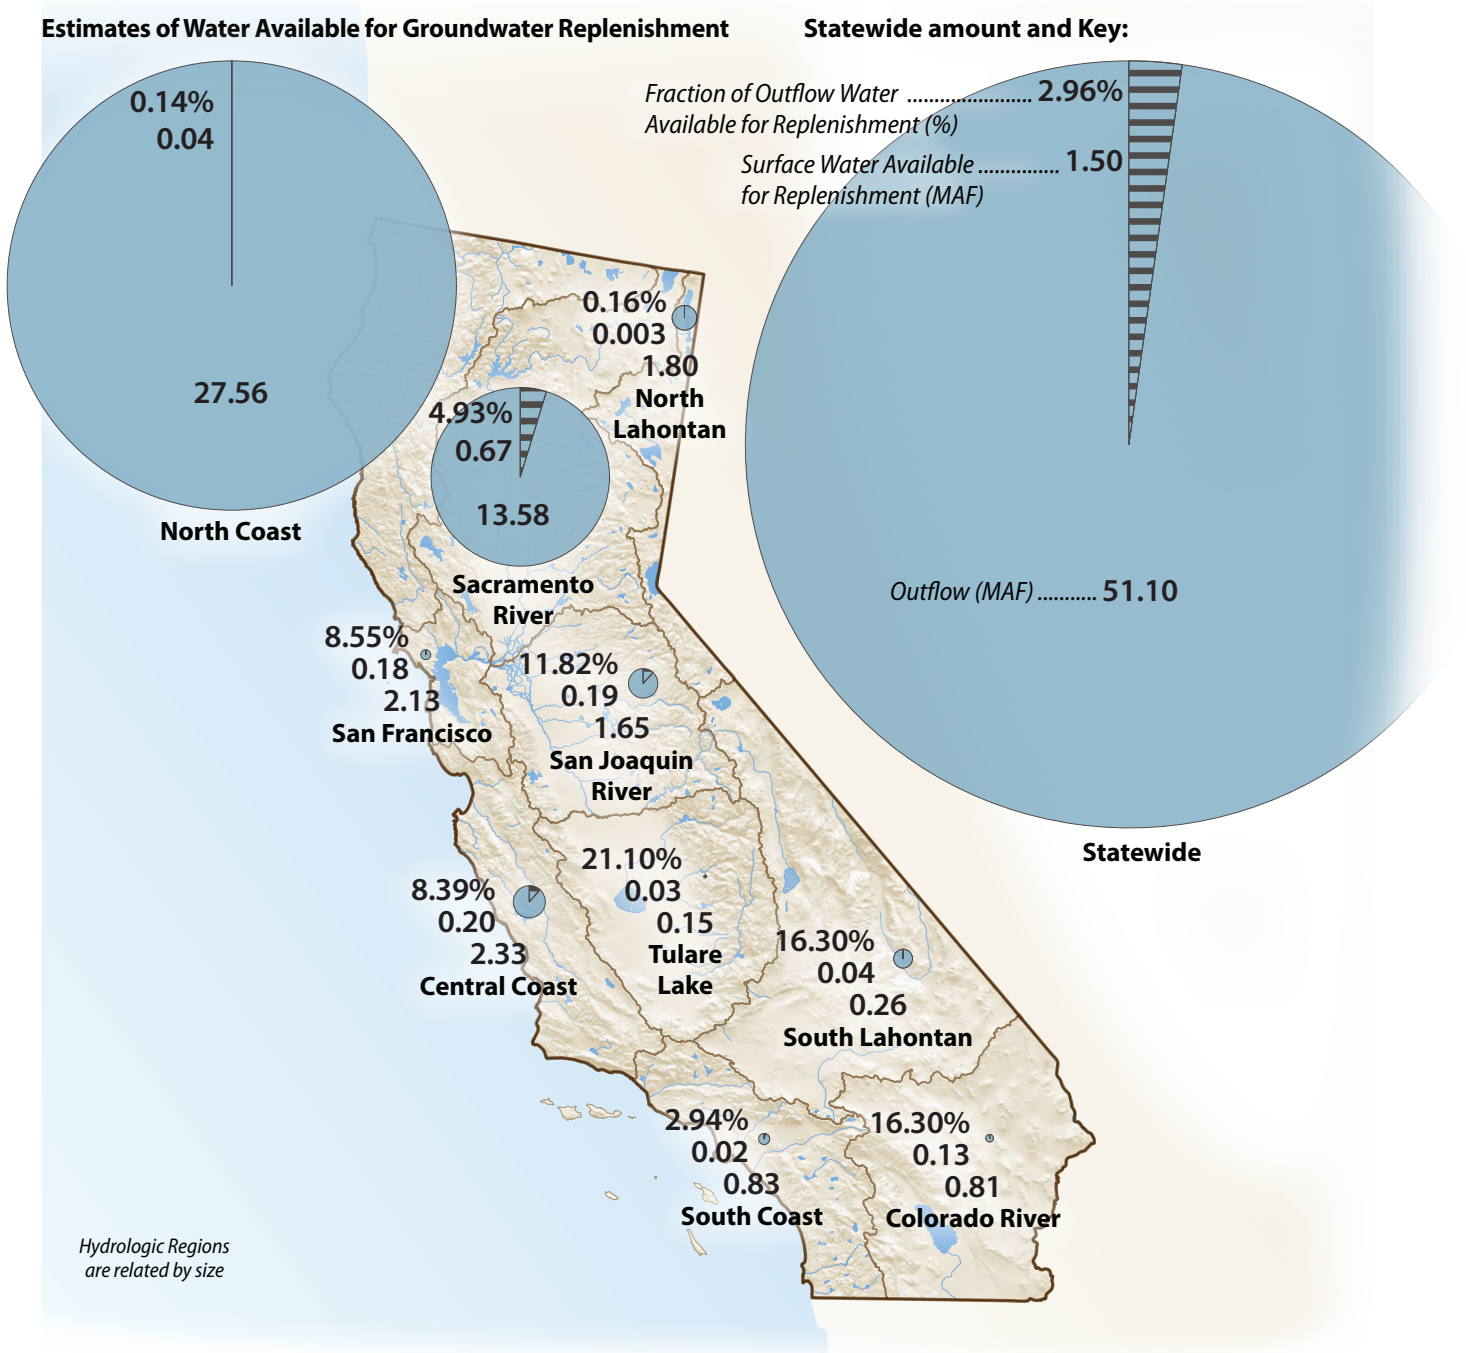 Estimates of Water Available for Groundwater Replenishment
Statewide amount and Key:
0.14%
0.04
27.56
North Coast
Fraction of Outflow Water ....................... 2.96%
Available for Replenishment (%)
Surface Water Available ............... 1.50
for Replenishment (MAF)
Outflow (MAF) ........... 51.10
Statewide
0.16%
0.003
1.80
North
Lahontan
4.93%
0.67
13.58
Sacramento
River
8.55%
0.18
2.13
San Francisco
11.82%
0.19
1.65
San Joaquin
River
21.10%
0.03
0.15
Tulare
Lake
8.39%
0.20
2.33
Central Coast
16.30%
0.04
0.26
South Lahontan
2.94%
0.02
0.83
South Coast
16.30%
0.13
0.81
Colorado River
Hydrologic Regions
are related by size